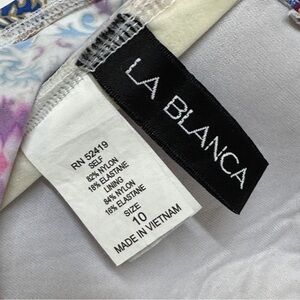 LA BLANCA
RN 52419
SELF
82% NYLON
18% ELASTANE
LINING
84% NYLON
16% ELASTANE
SIZE
10
MADE IN VIETNAM